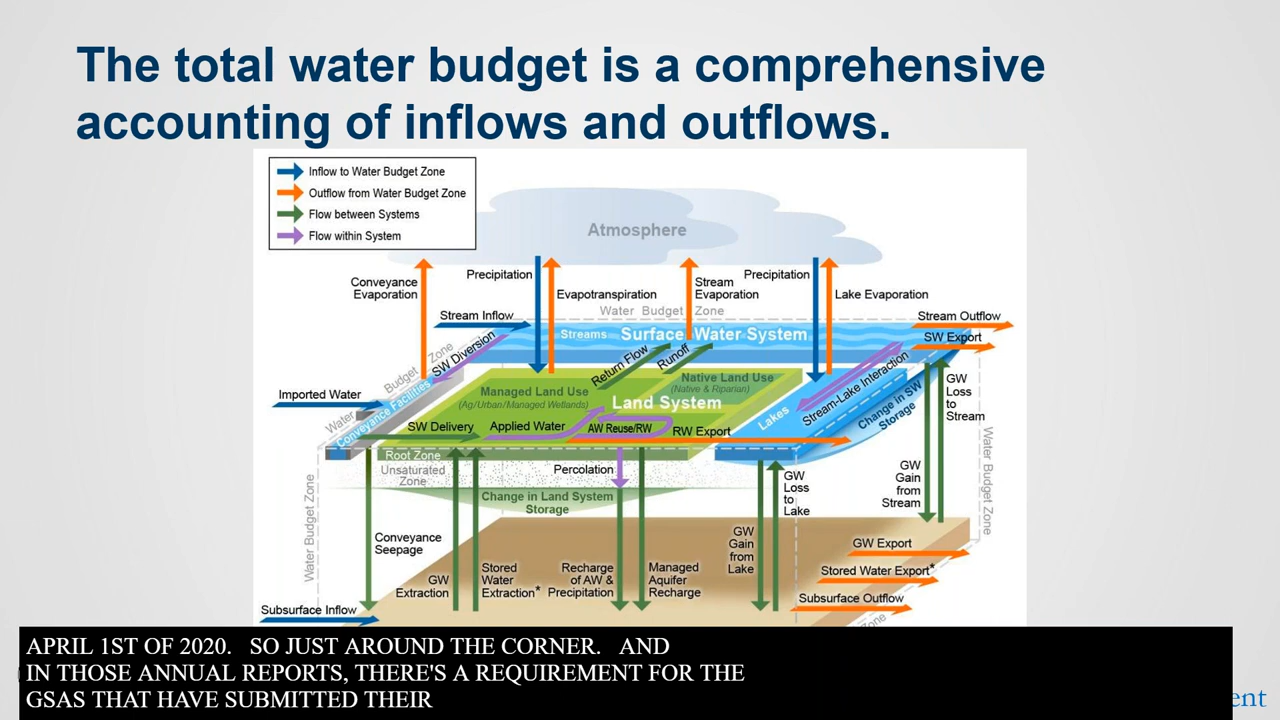 The total water budget is a comprehensive
accounting of inflows and outflows.
Inflow to Water Budget Zone
Outflow from Water Budget Zone
Flow between Systems
Flow within System
Atmosphere
Conveyance
Evaporation
Precipitation
Evapotranspiration
Stream
Evaporation
Precipitation
Lake Evaporation
Water Budget Zone
Stream Inflow
Stream Outflow
Streams
Surface Water System
SW Export
SW Diversion
Return Flow
Runoff
Stream-Lake Interaction
Water Budget Zone
Imported Water
Conveyance Facilities
Managed Land Use
(Ag/Urban/Managed Wetlands)
Native Land Use
(Native & Riparian)
Land System
Lakes
Change in SW
Storage
GW
Loss
to
Stream
SW Delivery
Applied Water
AW Reuse/RW
RW Export
Root Zone
Unsaturated
Zone
Percolation
Change in Land System
Storage
GW
Loss
to
Lake
GW
Gain
from
Stream
Water Budget Zone
Water Budget Zone
Conveyance
Seepage
GW
Extraction
Stored
Water
Extraction*
Recharge
of AW &
Precipitation
Managed
Aquifer
Recharge
GW
Gain
from
Lake
GW Export
Stored Water Export*
Subsurface Outflow
Subsurface Inflow
Zone
APRIL 1ST OF 2020. SO JUST AROUND THE CORNER. AND
IN THOSE ANNUAL REPORTS, THERE'S A REQUIREMENT FOR THE
GSAS THAT HAVE SUBMITTED THEIR
ent